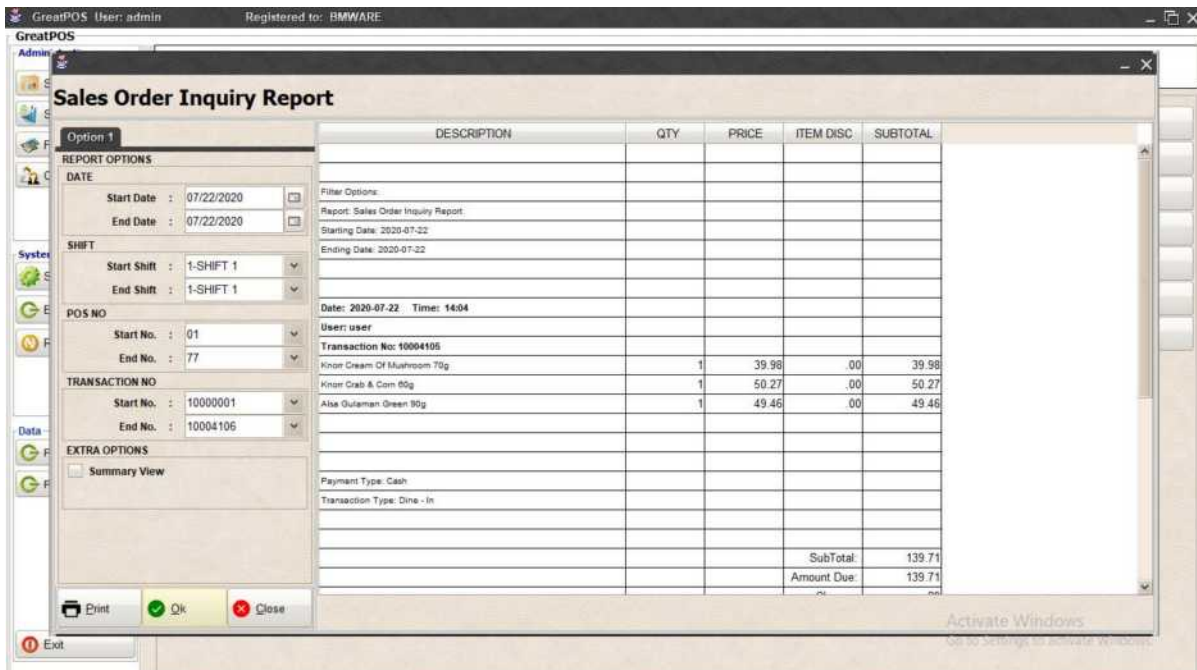 GreatPOS User: admin Registered to: BMWARE
GreatPOS
Sales Order Inquiry Report
Option 1
REPORT OPTIONS
DATE
Start Date : 07/22/2020
End Date : 07/22/2020
SHIFT
Start Shift : 1-SHIFT 1
End Shift : 1-SHIFT 1
POS NO
Start No. : 01
End No. : 77
TRANSACTION NO
Start No. : 10000001
End No. : 10004106
EXTRA OPTIONS
Summary View
Print Ok Close
DESCRIPTION QTY PRICE ITEM DISC SUBTOTAL
Filter Options:
Report: Sales Order Inquiry Report
Starting Date: 2020-07-22
Ending Date: 2020-07-22
Date: 2020-07-22 Time: 14:04
User: user
Transaction No: 10004105
Knorr Cream Of Mushroom 70g 1 39.98 .00 39.98
Knorr Crab & Corn 60g 1 50.27 .00 50.27
Alsa Gulaman Green 90g 1 49.46 .00 49.46
Payment Type: Cash
Transaction Type: Dine - In
SubTotal: 139.71
Amount Due: 139.71
Data
Exit
Activate Windows
Go to Settings to activate Windows.